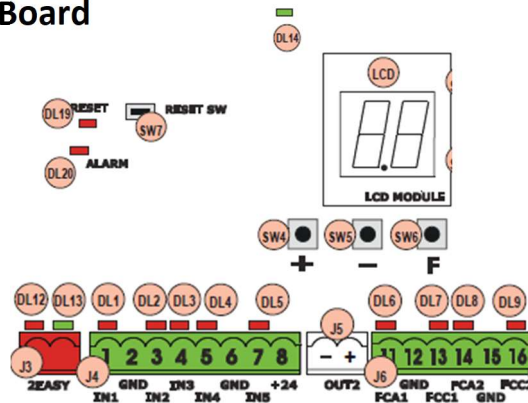 Board
DL14
LCD
DL19 RESET
RESET SW
SW7
DL20 ALARM
LCD MODULE
SW4 SW5 SW6
+ - F
DL12 DL13 DL1 DL2 DL3 DL4 DL5 DL6 DL7 DL8 DL9
J3 J4 J5 J6
1 2 3 4 5 6 7 8 - + 11 12 13 14 15 16
2EASY GND IN3 GND +24 OUT2 GND FCA2
IN1 IN2 IN4 IN5 FCA1 FCC1 GND